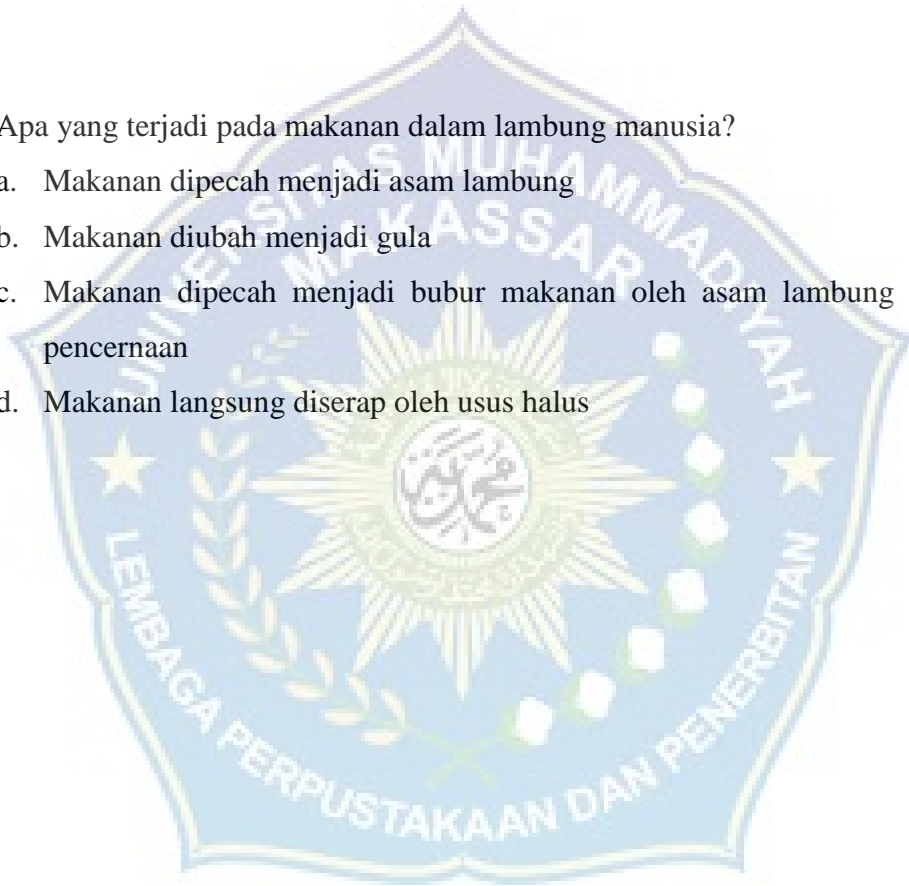 Apa yang terjadi pada makanan dalam lambung manusia?
a. Makanan dipecah menjadi asam lambung
b. Makanan diubah menjadi gula
c. Makanan dipecah menjadi bubur makanan oleh asam lambung
pencernaan
d. Makanan langsung diserap oleh usus halus
UNIVERSITAS MUHAMMADIYAH
MAKASSAR
LEMBAGA PERPUSTAKAAN DAN PENERBITAN